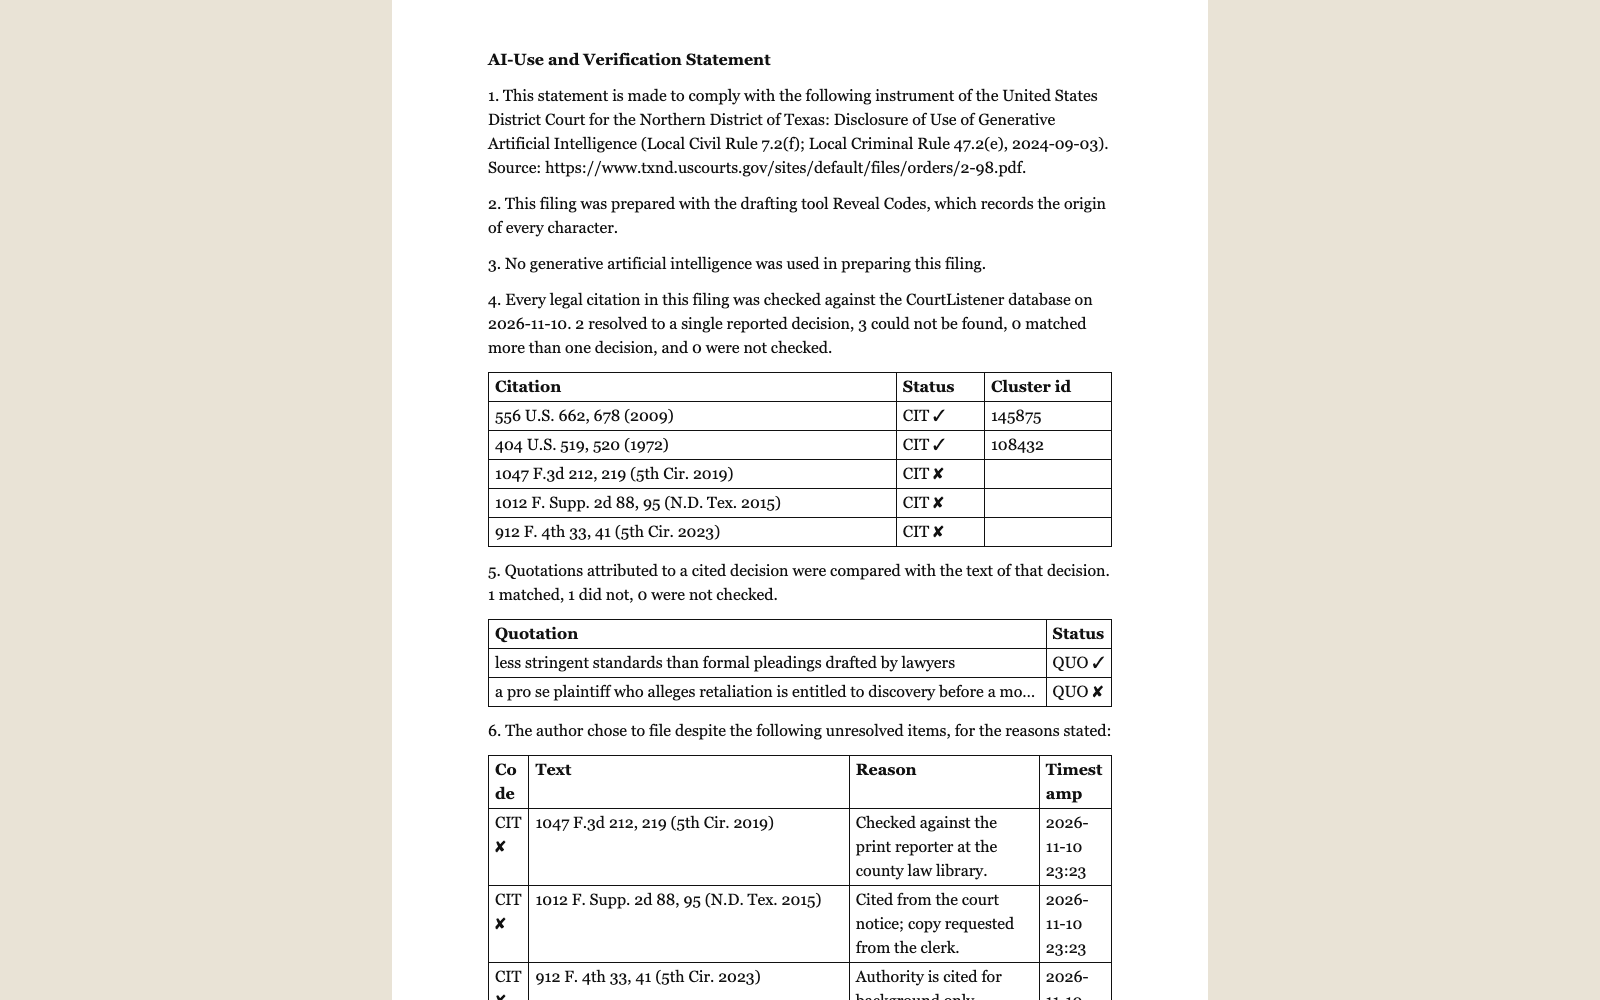 AI-Use and Verification Statement
1. This statement is made to comply with the following instrument of the United States
District Court for the Northern District of Texas: Disclosure of Use of Generative
Artificial Intelligence (Local Civil Rule 7.2(f); Local Criminal Rule 47.2(e), 2024-09-03).
Source: https://www.txnd.uscourts.gov/sites/default/files/orders/2-98.pdf.
2. This filing was prepared with the drafting tool Reveal Codes, which records the origin
of every character.
3. No generative artificial intelligence was used in preparing this filing.
4. Every legal citation in this filing was checked against the CourtListener database on
2026-11-10. 2 resolved to a single reported decision, 3 could not be found, 0 matched
more than one decision, and 0 were not checked.
Citation Status Cluster id
556 U.S. 662, 678 (2009) CIT ✓ 145875
404 U.S. 519, 520 (1972) CIT ✓ 108432
1047 F.3d 212, 219 (5th Cir. 2019) CIT ✘
1012 F. Supp. 2d 88, 95 (N.D. Tex. 2015) CIT ✘
912 F. 4th 33, 41 (5th Cir. 2023) CIT ✘
5. Quotations attributed to a cited decision were compared with the text of that decision.
1 matched, 1 did not, 0 were not checked.
Quotation Status
less stringent standards than formal pleadings drafted by lawyers QUO ✓
a pro se plaintiff who alleges retaliation is entitled to discovery before a mo... QUO ✘
6. The author chose to file despite the following unresolved items, for the reasons stated:
Co Text Reason Timest
de amp
CIT 1047 F.3d 212, 219 (5th Cir. 2019) Checked against the 2026-
✘ print reporter at the 11-10
county law library. 23:23
CIT 1012 F. Supp. 2d 88, 95 (N.D. Tex. 2015) Cited from the court 2026-
✘ notice; copy requested 11-10
from the clerk. 23:23
CIT 912 F. 4th 33, 41 (5th Cir. 2023) Authority is cited for 2026-